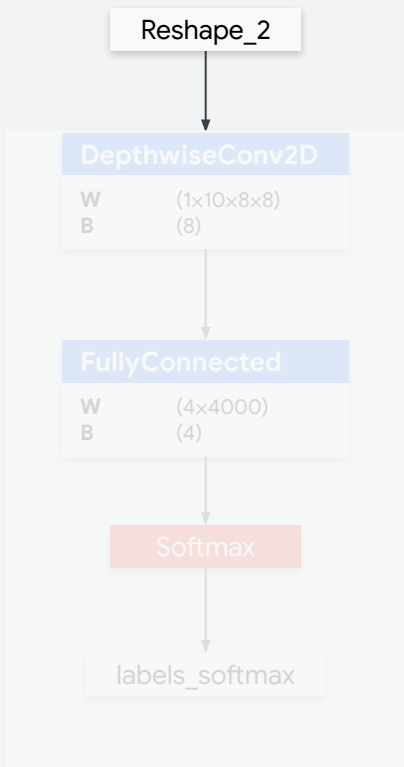 Reshape_2
DepthwiseConv2D
W (1×10×8×8)
B (8)
FullyConnected
W (4×4000)
B (4)
Softmax
labels_softmax